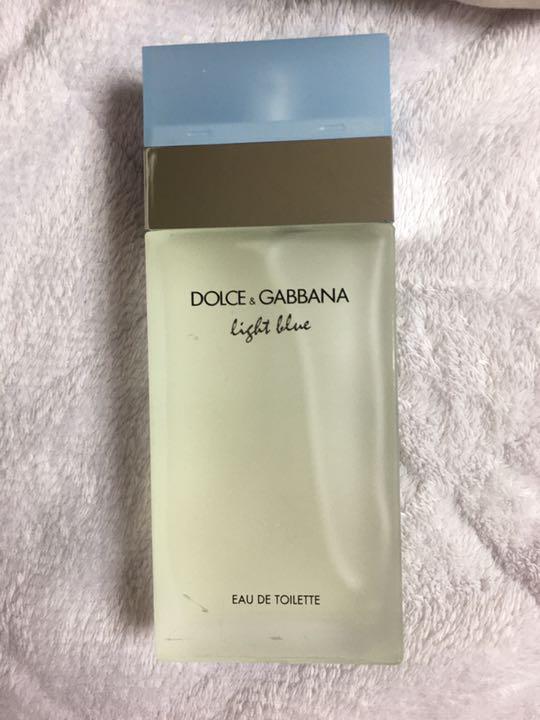 DOLCE & GABBANA
light blue
EAU DE TOILETTE